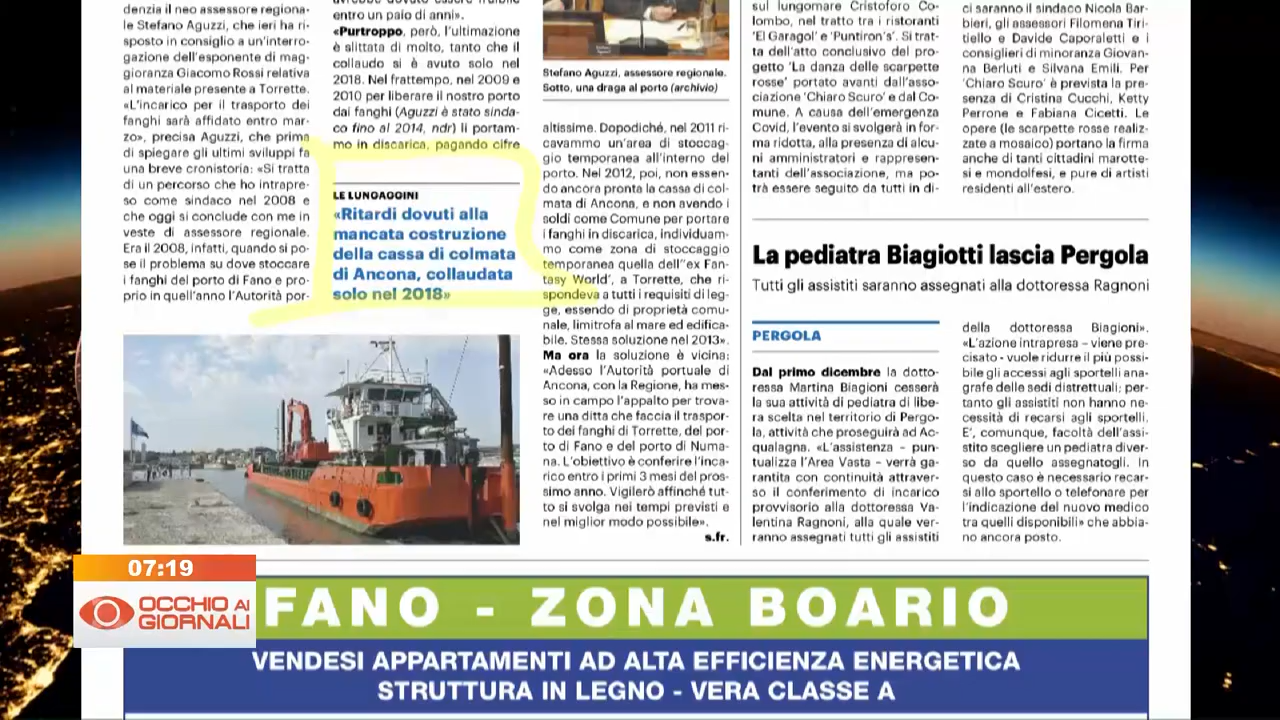 denzia il neo assessore regiona-
le Stefano Aguzzi, che ieri ha ri-
sposto in consiglio a un'interro-
gazione dell'esponente di mag-
gioranza Giacomo Rossi relativa
al materiale presente a Torrette.
«L'incarico per il trasporto dei
fanghi sarà affidato entro mar-
zo», precisa Aguzzi, che prima
di spiegare gli ultimi sviluppi fa
una breve cronistoria: «Si tratta
di un percorso che ho intrapre-
so come sindaco nel 2008 e
che oggi si conclude con me in
veste di assessore regionale.
Era il 2008, infatti, quando si po-
se il problema su dove stoccare
i fanghi del porto di Fano e pro-
prio in quell'anno l'Autorità por-
entro un paio di anni».
«Purtroppo, però, l'ultimazione
è slittata di molto, tanto che il
collaudo si è avuto solo nel
2018. Nel frattempo, nel 2009 e
2010 per liberare il nostro porto
dai fanghi (Aguzzi è stato sinda-
co fino al 2014, ndr) li portam-
mo in discarica, pagando cifre
LE LUNGAGGINI
«Ritardi dovuti alla
mancata costruzione
della cassa di colmata
di Ancona, collaudata
solo nel 2018»
Stefano Aguzzi, assessore regionale.
Sotto, una draga al porto (archivio)
altissime. Dopodiché, nel 2011 ri-
cavammo un'area di stoccag-
gio temporanea all'interno del
porto. Nel 2012, poi, non essen-
do ancora pronta la cassa di col-
mata di Ancona, e non avendo i
soldi come Comune per portare
i fanghi in discarica, individuam-
mo come zona di stoccaggio
temporanea quella dell''ex Fan-
tasy World', a Torrette, che ri-
spondeva a tutti i requisiti di leg-
ge, essendo di proprietà comu-
nale, limitrofa al mare ed edifica-
bile. Stessa soluzione nel 2013».
Ma ora la soluzione è vicina:
«Adesso l'Autorità portuale di
Ancona, con la Regione, ha mes-
so in campo l'appalto per trova-
re una ditta che faccia il traspor-
to dei fanghi di Torrette, del por-
to di Fano e del porto di Numa-
na. L'obiettivo è conferire l'inca-
rico entro i primi 3 mesi del pros-
simo anno. Vigilerò affinché tut-
to si svolga nei tempi previsti e
nel miglior modo possibile».
s.fr.
sul lungomare Cristoforo Co-
lombo, nel tratto tra i ristoranti
'El Garagol' e 'Puntiron's'. Si trat-
ta dell'atto conclusivo del pro-
getto 'La danza delle scarpette
rosse' portato avanti dall'asso-
ciazione 'Chiaro Scuro' e dal Co-
mune. A causa dell'emergenza
Covid, l'evento si svolgerà in for-
ma ridotta, alla presenza di alcu-
ni amministratori e rappresen-
tanti dell'associazione, ma po-
trà essere seguito da tutti in di-
ci saranno il sindaco Nicola Bar-
bieri, gli assessori Filomena Tiri-
tiello e Davide Caporaletti e i
consiglieri di minoranza Giovan-
na Berluti e Silvana Emili. Per
'Chiaro Scuro' è prevista la pre-
senza di Cristina Cucchi, Ketty
Perrone e Fabiana Cicetti. Le
opere (le scarpette rosse realiz-
zate a mosaico) portano la firma
anche di tanti cittadini marotte-
si e mondolfesi, e pure di artisti
residenti all'estero.
La pediatra Biagiotti lascia Pergola
Tutti gli assistiti saranno assegnati alla dottoressa Ragnoni
PERGOLA
Dal primo dicembre la dotto-
ressa Martina Biagioni cesserà
la sua attività di pediatra di libe-
ra scelta nel territorio di Pergo-
la, attività che proseguirà ad Ac-
qualagna. «L'assistenza – pun-
tualizza l'Area Vasta – verrà ga-
rantita con continuità attraver-
so il conferimento di incarico
provvisorio alla dottoressa Va-
lentina Ragnoni, alla quale ver-
ranno assegnati tutti gli assistiti
della dottoressa Biagioni».
«L'azione intrapresa – viene pre-
cisato - vuole ridurre il più possi-
bile gli accessi agli sportelli ana-
grafe delle sedi distrettuali; per-
tanto gli assistiti non hanno ne-
cessità di recarsi agli sportelli.
E', comunque, facoltà dell'assi-
stito scegliere un pediatra diver-
so da quello assegnatogli. In
questo caso è necessario recar-
si allo sportello o telefonare per
l'indicazione del nuovo medico
tra quelli disponibili» che abbia-
no ancora posto.
07:19
OCCHIO AI
GIORNALI
FANO - ZONA BOARIO
VENDESI APPARTAMENTI AD ALTA EFFICIENZA ENERGETICA
STRUTTURA IN LEGNO - VERA CLASSE A